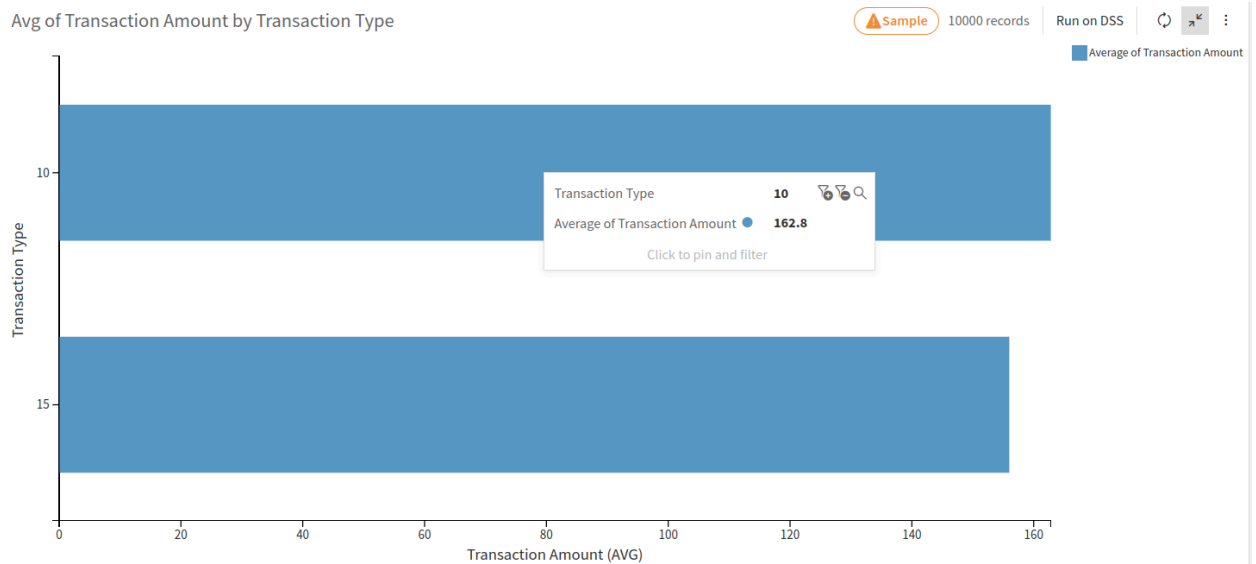 Avg of Transaction Amount by Transaction Type
Sample
10000 records
Run on DSS
Average of Transaction Amount
Transaction Type
10
15
Transaction Type 10
Average of Transaction Amount 162.8
Click to pin and filter
0 20 40 60 80 100 120 140 160
Transaction Amount (AVG)